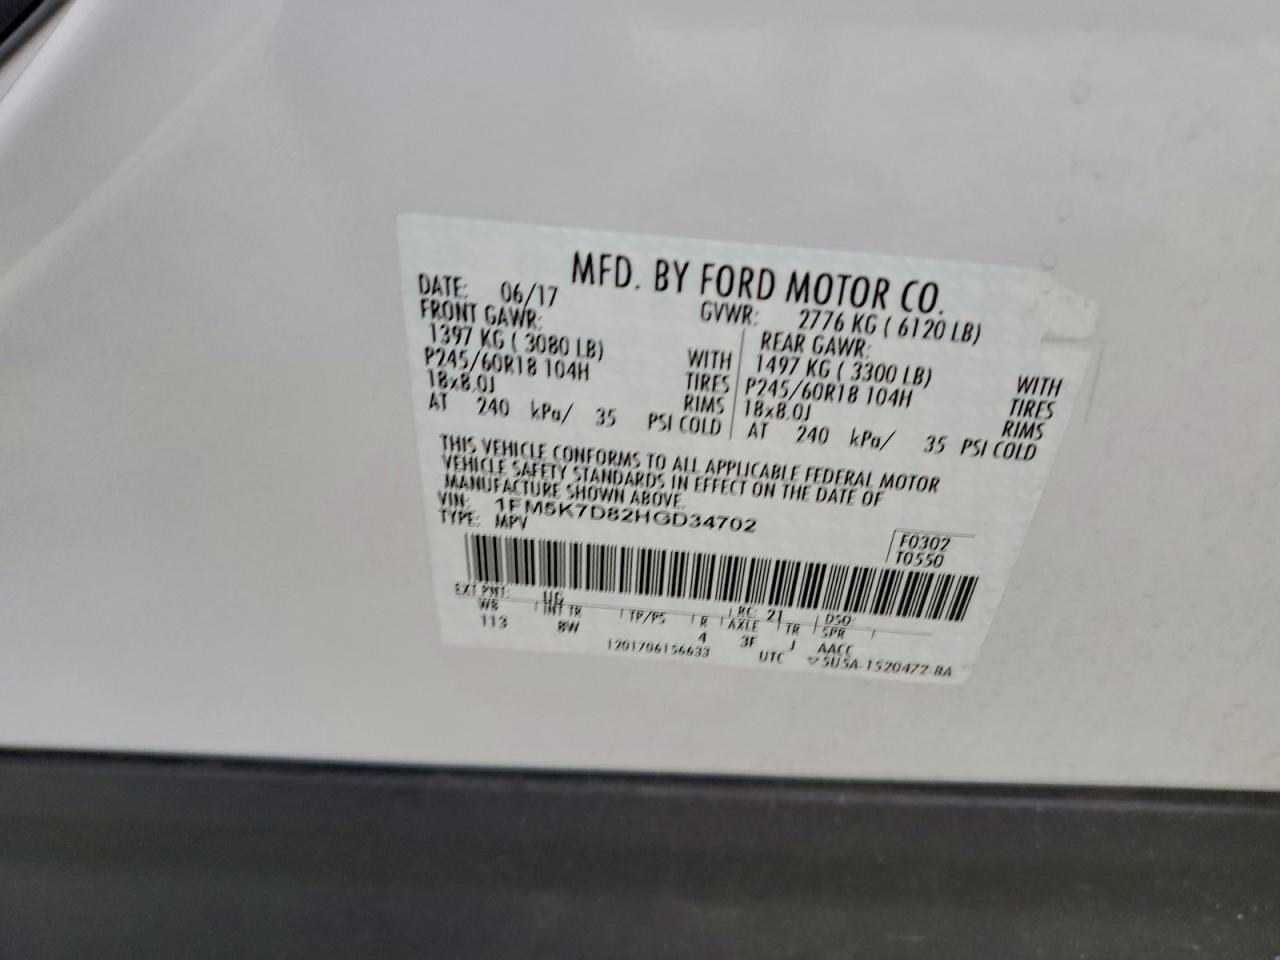 MFD. BY FORD MOTOR CO.
DATE: 06/17 GVWR: 2776 KG ( 6120 LB)
FRONT GAWR: REAR GAWR:
1397 KG ( 3080 LB) WITH 1497 KG ( 3300 LB) WITH
P245/60R18 104H TIRES P245/60R18 104H TIRES
18x8.0J RIMS 18x8.0J RIMS
AT 240 kPa/ 35 PSI COLD AT 240 kPa/ 35 PSI COLD
THIS VEHICLE CONFORMS TO ALL APPLICABLE FEDERAL MOTOR
VEHICLE SAFETY STANDARDS IN EFFECT ON THE DATE OF
MANUFACTURE SHOWN ABOVE.
VIN: 1FM5K7D82HGD34702
TYPE: MPV
F0302
T0550
EXT PNT: UG RC: 21 DSO:
WB INT TR TP/PS R AXLE TR SPR
113 8W 4 3F J AACC
1201706156633 UTC ▽5U5A-1520472-BA